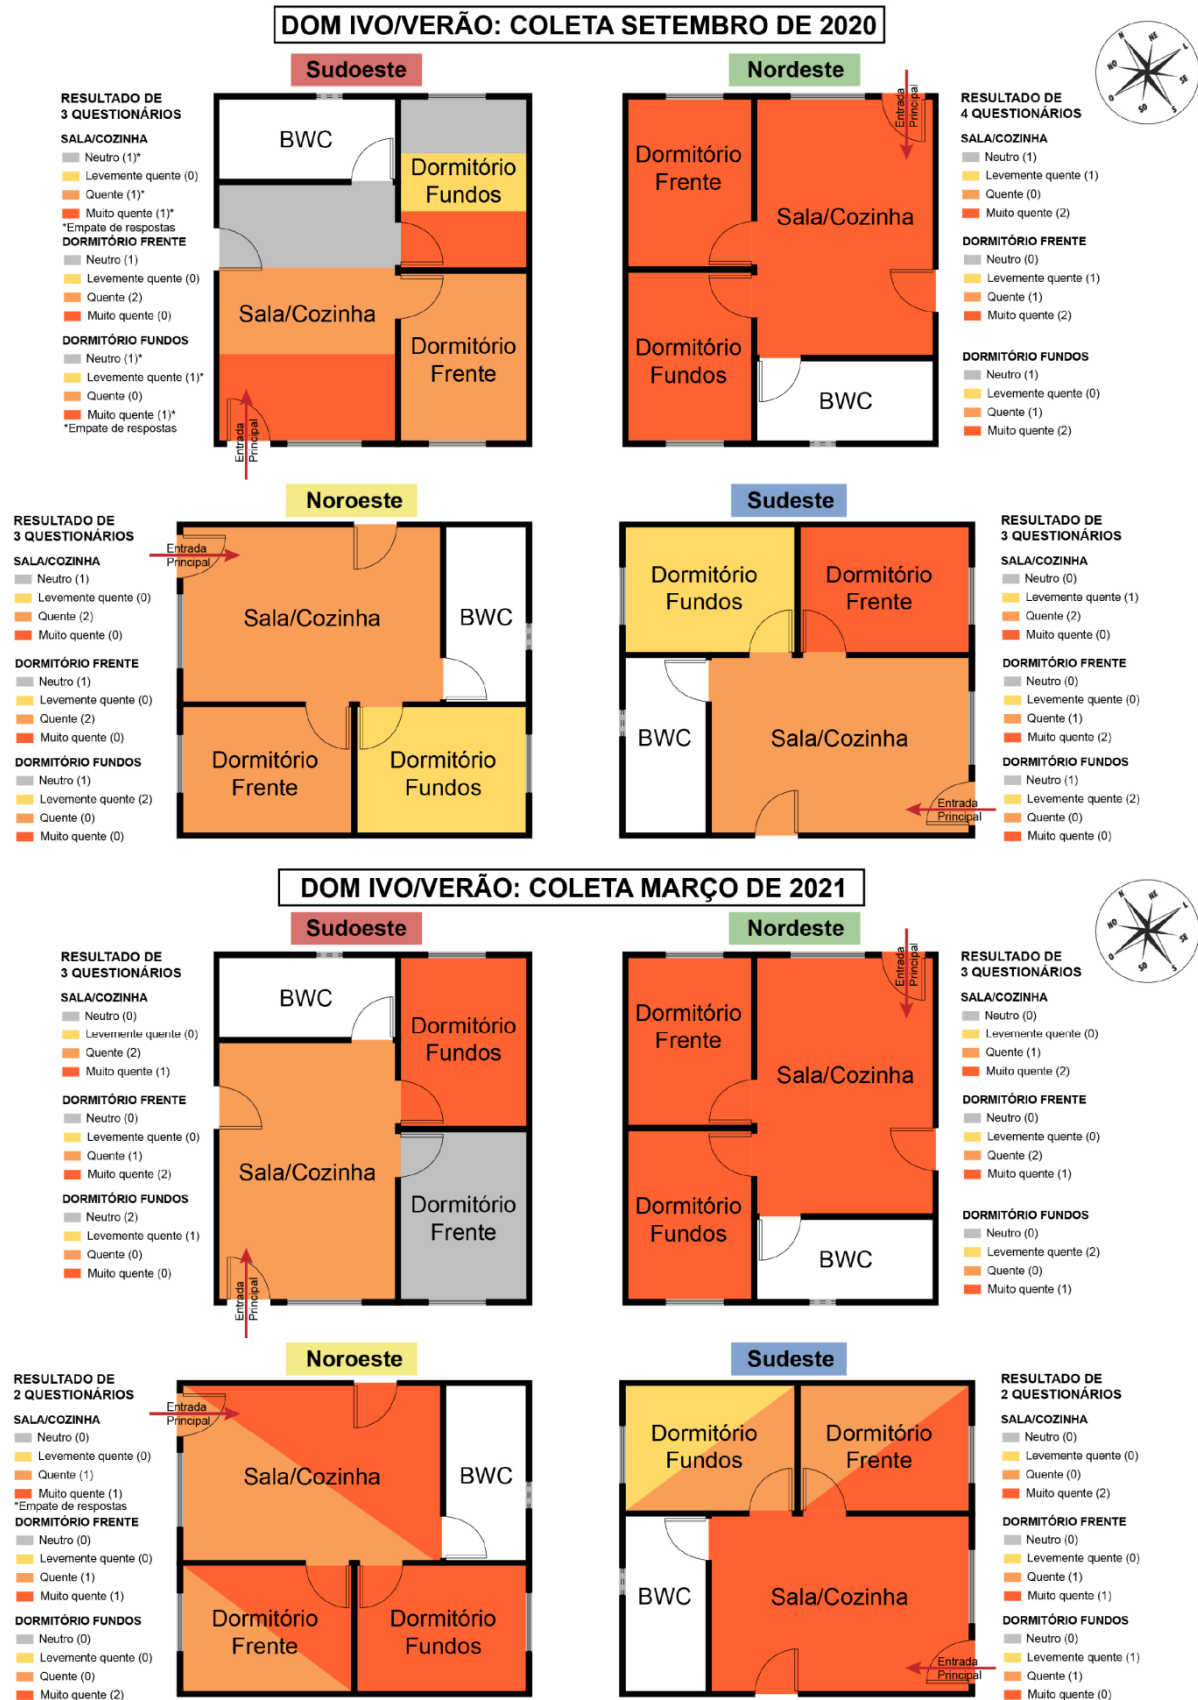 DOM IVO/VERÃO: COLETA SETEMBRO DE 2020
Sudoeste
Nordeste
N
NE
L
SE
S
SO
O
NO
RESULTADO DE
3 QUESTIONÁRIOS
SALA/COZINHA
Neutro (1)*
Levemente quente (0)
Quente (1)*
Muito quente (1)*
*Empate de respostas
DORMITÓRIO FRENTE
Neutro (1)
Levemente quente (0)
Quente (2)
Muito quente (0)
DORMITÓRIO FUNDOS
Neutro (1)*
Levemente quente (1)*
Quente (0)
Muito quente (1)*
*Empate de respostas
BWC
Dormitório
Fundos
Sala/Cozinha
Dormitório
Frente
Entrada
Principal
Entrada
Principal
Dormitório
Frente
Sala/Cozinha
Dormitório
Fundos
BWC
RESULTADO DE
4 QUESTIONÁRIOS
SALA/COZINHA
Neutro (1)
Levemente quente (1)
Quente (0)
Muito quente (2)
DORMITÓRIO FRENTE
Neutro (0)
Levemente quente (1)
Quente (1)
Muito quente (2)
DORMITÓRIO FUNDOS
Neutro (1)
Levemente quente (0)
Quente (1)
Muito quente (2)
Noroeste
Sudeste
RESULTADO DE
3 QUESTIONÁRIOS
SALA/COZINHA
Neutro (1)
Levemente quente (0)
Quente (2)
Muito quente (0)
DORMITÓRIO FRENTE
Neutro (1)
Levemente quente (0)
Quente (2)
Muito quente (0)
DORMITÓRIO FUNDOS
Neutro (1)
Levemente quente (2)
Quente (0)
Muito quente (0)
Entrada
Principal
Sala/Cozinha
BWC
Dormitório
Frente
Dormitório
Fundos
Dormitório
Fundos
Dormitório
Frente
BWC
Sala/Cozinha
Entrada
Principal
RESULTADO DE
3 QUESTIONÁRIOS
SALA/COZINHA
Neutro (0)
Levemente quente (1)
Quente (2)
Muito quente (0)
DORMITÓRIO FRENTE
Neutro (0)
Levemente quente (0)
Quente (1)
Muito quente (2)
DORMITÓRIO FUNDOS
Neutro (1)
Levemente quente (2)
Quente (0)
Muito quente (0)
DOM IVO/VERÃO: COLETA MARÇO DE 2021
Sudoeste
Nordeste
N
NE
L
SE
S
SO
O
NO
RESULTADO DE
3 QUESTIONÁRIOS
SALA/COZINHA
Neutro (0)
Levemente quente (0)
Quente (2)
Muito quente (1)
DORMITÓRIO FRENTE
Neutro (0)
Levemente quente (0)
Quente (1)
Muito quente (2)
DORMITÓRIO FUNDOS
Neutro (2)
Levemente quente (1)
Quente (0)
Muito quente (0)
BWC
Dormitório
Fundos
Sala/Cozinha
Dormitório
Frente
Entrada
Principal
Entrada
Principal
Dormitório
Frente
Sala/Cozinha
Dormitório
Fundos
BWC
RESULTADO DE
3 QUESTIONÁRIOS
SALA/COZINHA
Neutro (0)
Levemente quente (0)
Quente (1)
Muito quente (2)
DORMITÓRIO FRENTE
Neutro (0)
Levemente quente (0)
Quente (2)
Muito quente (1)
DORMITÓRIO FUNDOS
Neutro (0)
Levemente quente (2)
Quente (0)
Muito quente (1)
Noroeste
Sudeste
RESULTADO DE
2 QUESTIONÁRIOS
SALA/COZINHA
Neutro (0)
Levemente quente (0)
Quente (1)
Muito quente (1)
*Empate de respostas
DORMITÓRIO FRENTE
Neutro (0)
Levemente quente (0)
Quente (1)
Muito quente (1)
DORMITÓRIO FUNDOS
Neutro (0)
Levemente quente (0)
Quente (0)
Muito quente (2)
Entrada
Principal
Sala/Cozinha
BWC
Dormitório
Frente
Dormitório
Fundos
Dormitório
Fundos
Dormitório
Frente
BWC
Sala/Cozinha
Entrada
Principal
RESULTADO DE
2 QUESTIONÁRIOS
SALA/COZINHA
Neutro (0)
Levemente quente (0)
Quente (0)
Muito quente (2)
DORMITÓRIO FRENTE
Neutro (0)
Levemente quente (0)
Quente (1)
Muito quente (1)
DORMITÓRIO FUNDOS
Neutro (0)
Levemente quente (1)
Quente (1)
Muito quente (0)